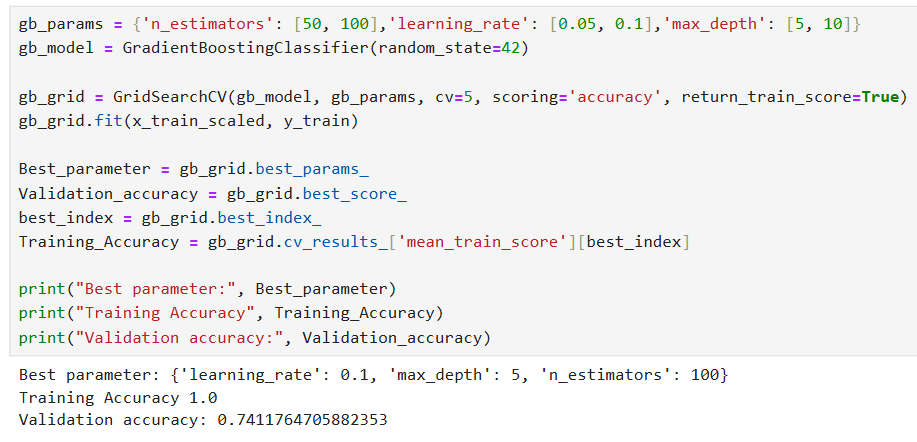 gb_params = {'n_estimators': [50, 100],'learning_rate': [0.05, 0.1],'max_depth': [5, 10]}
gb_model = GradientBoostingClassifier(random_state=42)
gb_grid = GridSearchCV(gb_model, gb_params, cv=5, scoring='accuracy', return_train_score=True)
gb_grid.fit(x_train_scaled, y_train)
Best_parameter = gb_grid.best_params_
Validation_accuracy = gb_grid.best_score_
best_index = gb_grid.best_index_
Training_Accuracy = gb_grid.cv_results_['mean_train_score'][best_index]
print("Best parameter:", Best_parameter)
print("Training Accuracy", Training_Accuracy)
print("Validation accuracy:", Validation_accuracy)
Best parameter: {'learning_rate': 0.1, 'max_depth': 5, 'n_estimators': 100}
Training Accuracy 1.0
Validation accuracy: 0.7411764705882353